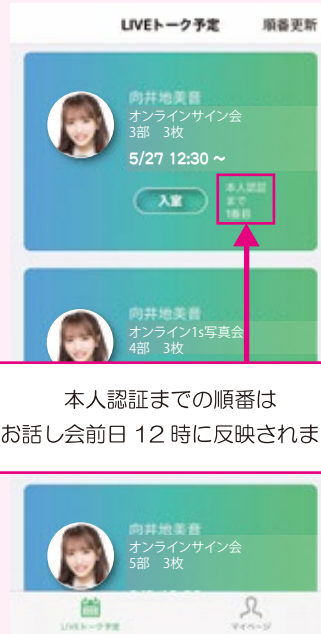 LIVEトーク予定
順番更新
向井地美音
オンラインサイン会
3部 3枚
5/27 12:30 ~
入室
本人認証
まで
1番目
向井地美音
オンライン1s写真会
4部 3枚
本人認証までの順番は
お話し会前日 12 時に反映されま
向井地美音
オンラインサイン会
5部 3枚
LIVEトーク予定
マイページ